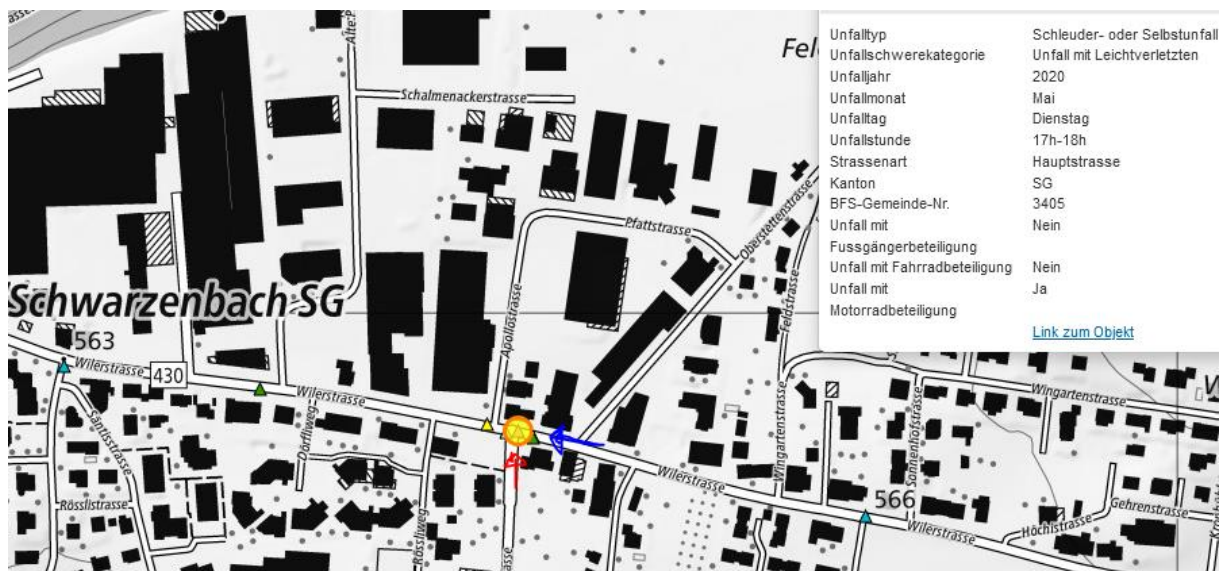 Unfalltyp Schleuder- oder Selbstunfall
Unfallschwerekategorie Unfall mit Leichtverletzten
Unfalljahr 2020
Unfallmonat Mai
Unfalltag Dienstag
Unfallstunde 17h-18h
Strassenart Hauptstrasse
Kanton SG
BFS-Gemeinde-Nr. 3405
Unfall mit Nein
Fussgängerbeteiligung
Unfall mit Fahrradbeteiligung Nein
Unfall mit Ja
Motorradbeteiligung
Link zum Objekt
Schalmenackerstrasse
Pfattstrasse
Oberstettenstrasse
Feldstrasse
Apollostrasse
Schwarzenbach SG
563
Wilerstrasse
430
Wilerstrasse
Säntisstrasse
Dörfliweg
Rössliweg
Rösslistrasse
Wingartenstrasse
Wingartenstrasse
Sonnenhofstrasse
Wilerstrasse
566
Wilerstrasse
Höchistrasse
Gehrenstrasse